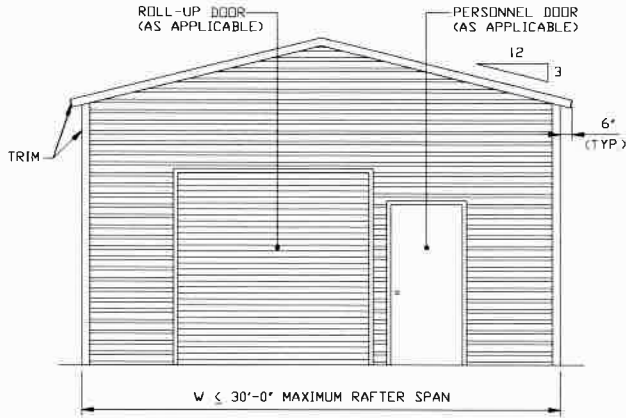 ROLL-UP DOOR
(AS APPLICABLE)
PERSONNEL DOOR
(AS APPLICABLE)
12
3
6"
(TYP.)
TRIM
W ≤ 30'-0" MAXIMUM RAFTER SPAN